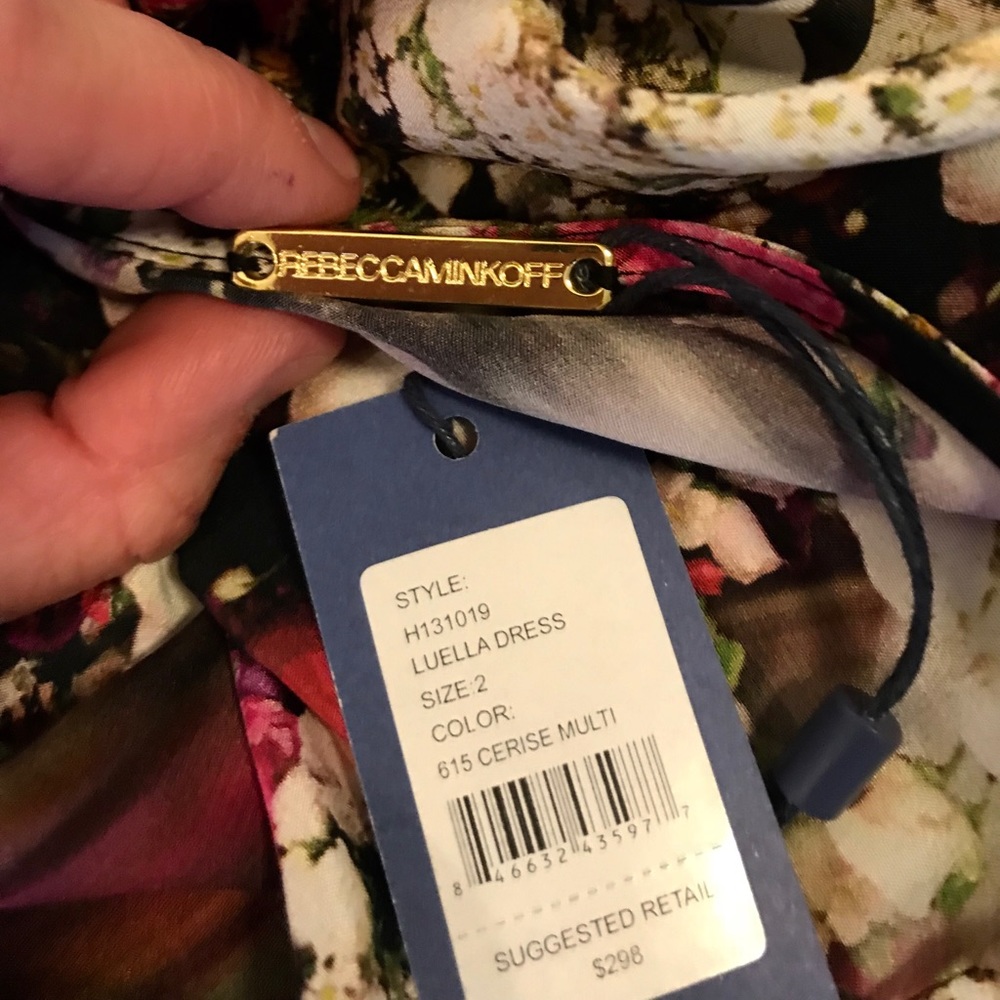 REBECCAMINKOFF
STYLE:
H131019
LUELLA DRESS
SIZE:2
COLOR:
615 CERISE MULTI
8 46632 43597 7
SUGGESTED RETAIL
$298